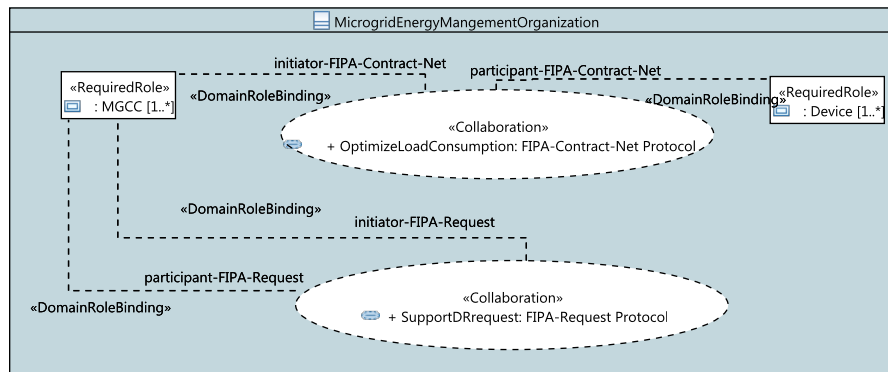 MicrogridEnergyMangementOrganization
initiator-FIPA-Contract-Net
participant-FIPA-Contract-Net
«RequiredRole»
: MGCC [1..*]
«DomainRoleBinding»
«DomainRoleBinding»
«RequiredRole»
: Device [1..*]
«Collaboration»
+ OptimizeLoadConsumption: FIPA-Contract-Net Protocol
«DomainRoleBinding»
initiator-FIPA-Request
participant-FIPA-Request
«DomainRoleBinding»
«Collaboration»
+ SupportDRrequest: FIPA-Request Protocol